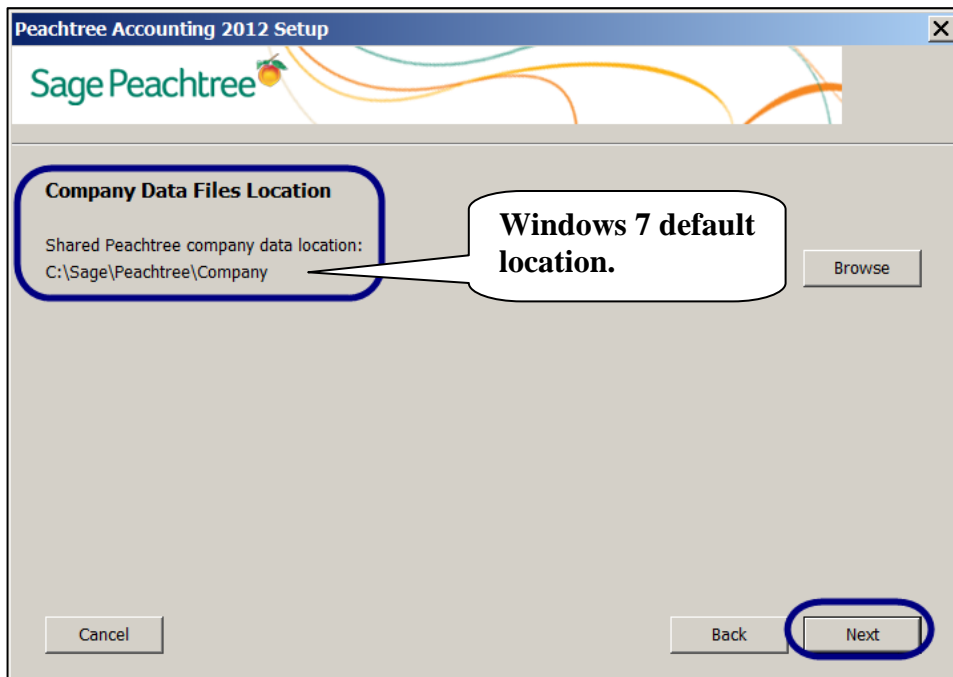 Peachtree Accounting 2012 Setup
Sage Peachtree
Company Data Files Location
Shared Peachtree company data location:
C:\Sage\Peachtree\Company
Windows 7 default
location.
Browse
Cancel
Back
Next